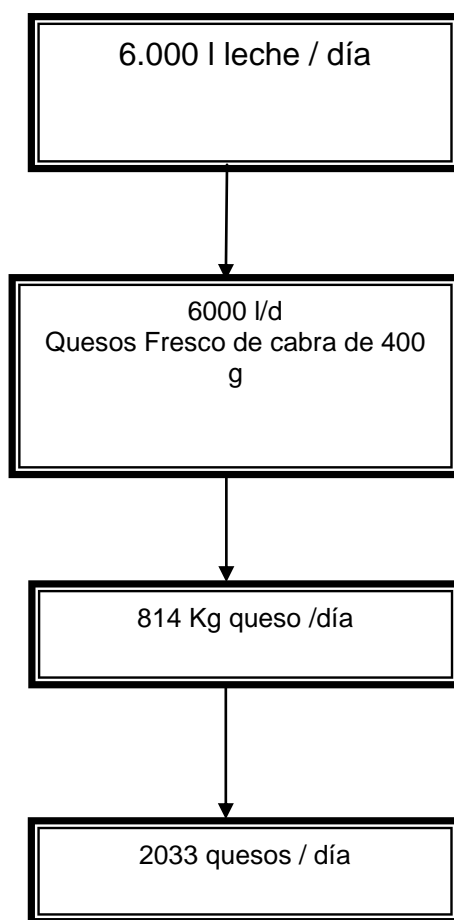 6.000 l leche / día
6000 l/d
Quesos Fresco de cabra de 400
g
814 Kg queso /día
2033 quesos / día